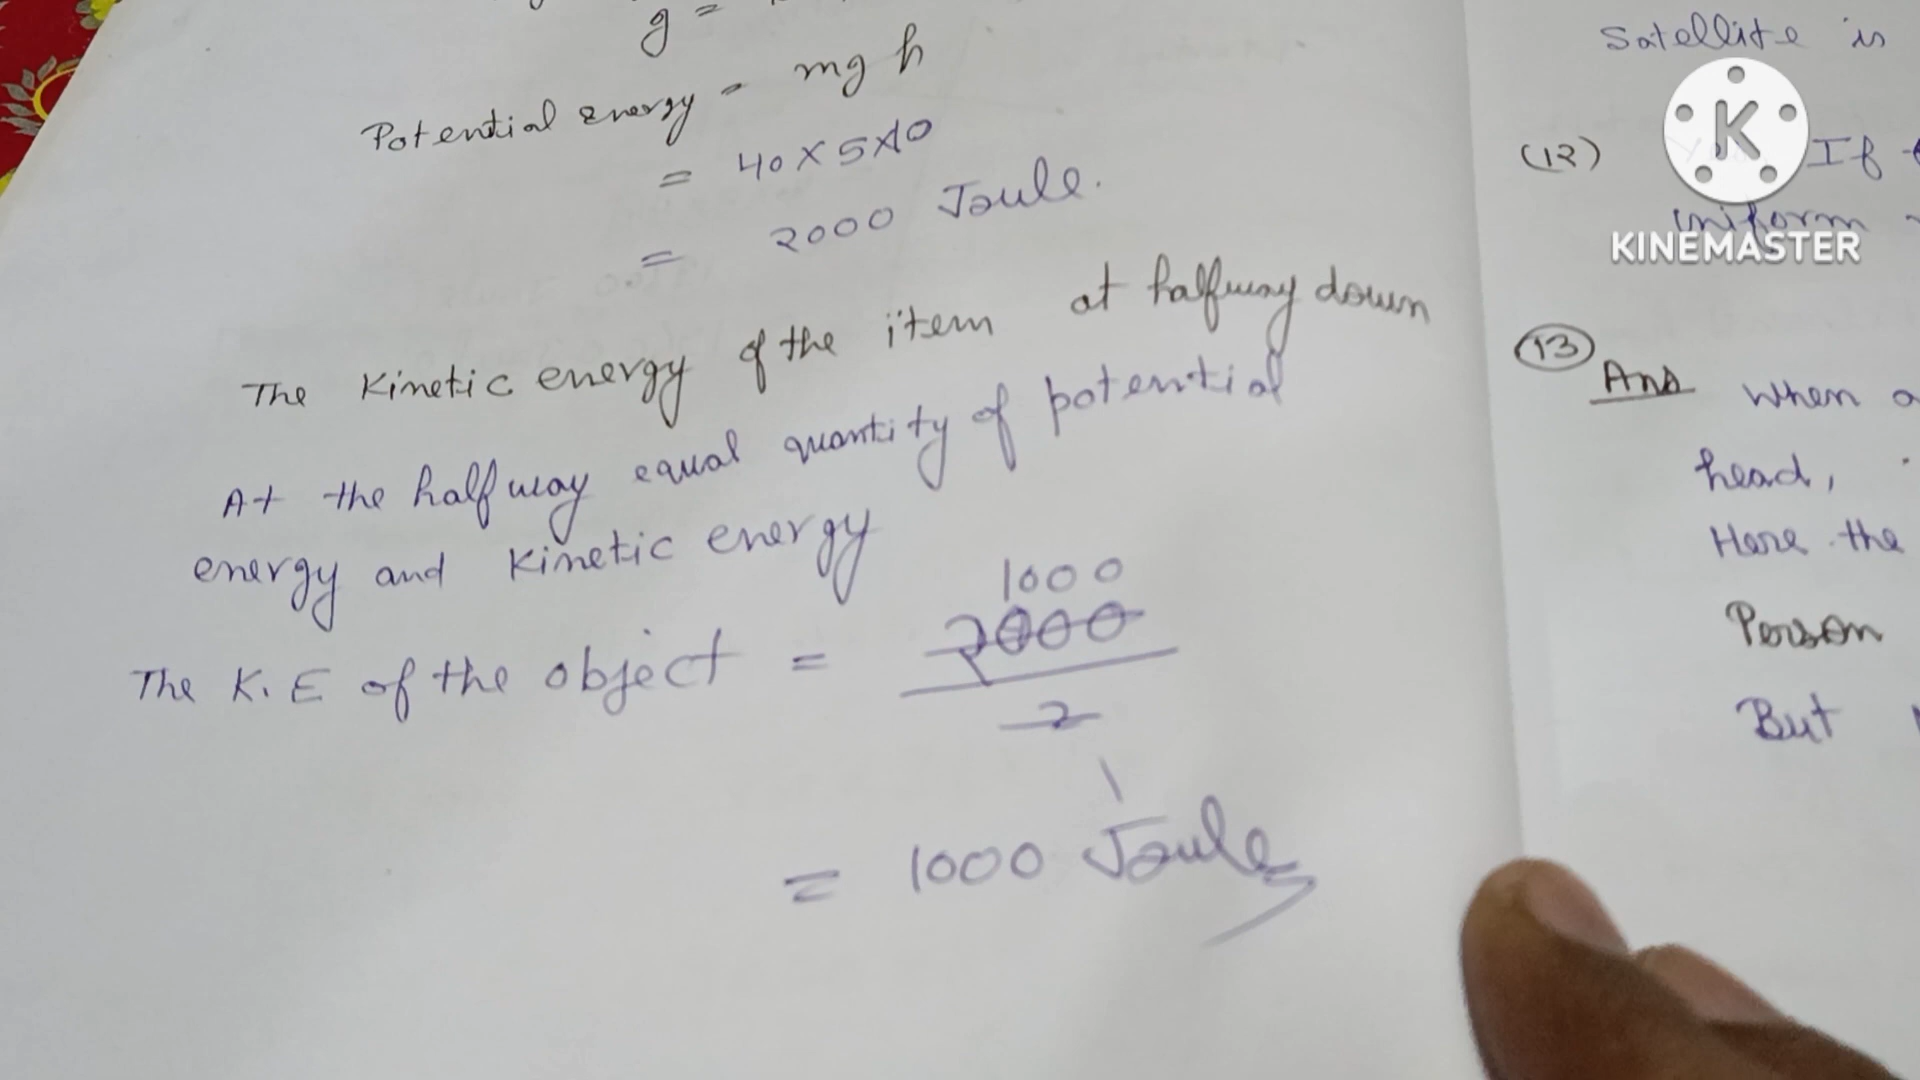 g =
Potential energy = mg h
= 40 X 5 X 10
= 2000 Joule.
The Kinetic energy of the item at halfway down
At the halfway equal quantity of potential
energy and Kinetic energy
1000
The K.E of the object = 2000
2
1
= 1000 Joule
Satellite is
(12) If
uniform
KINEMASTER
(13)
Ans When a
head,
Here the
Person
But